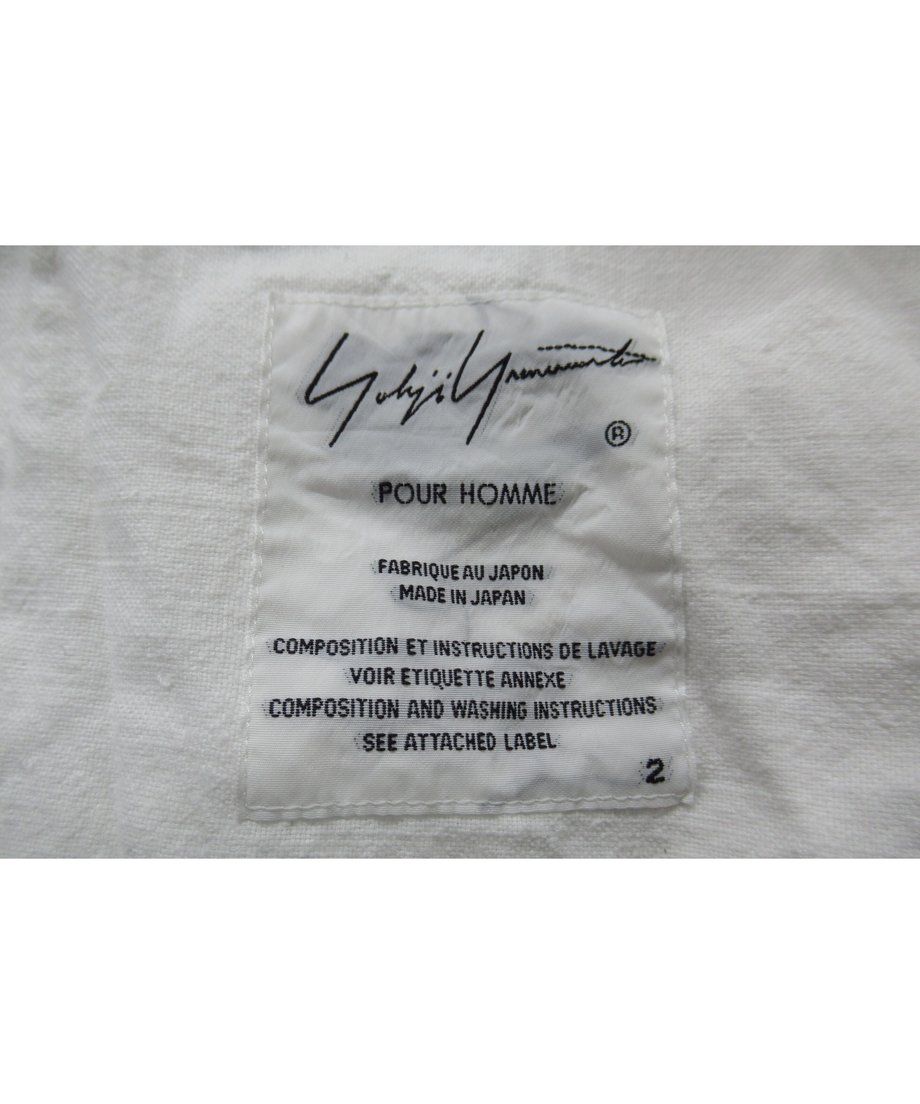 Yohji Yamamoto
®
POUR HOMME
FABRIQUE AU JAPON
MADE IN JAPAN
COMPOSITION ET INSTRUCTIONS DE LAVAGE
VOIR ETIQUETTE ANNEXE
COMPOSITION AND WASHING INSTRUCTIONS
SEE ATTACHED LABEL
2